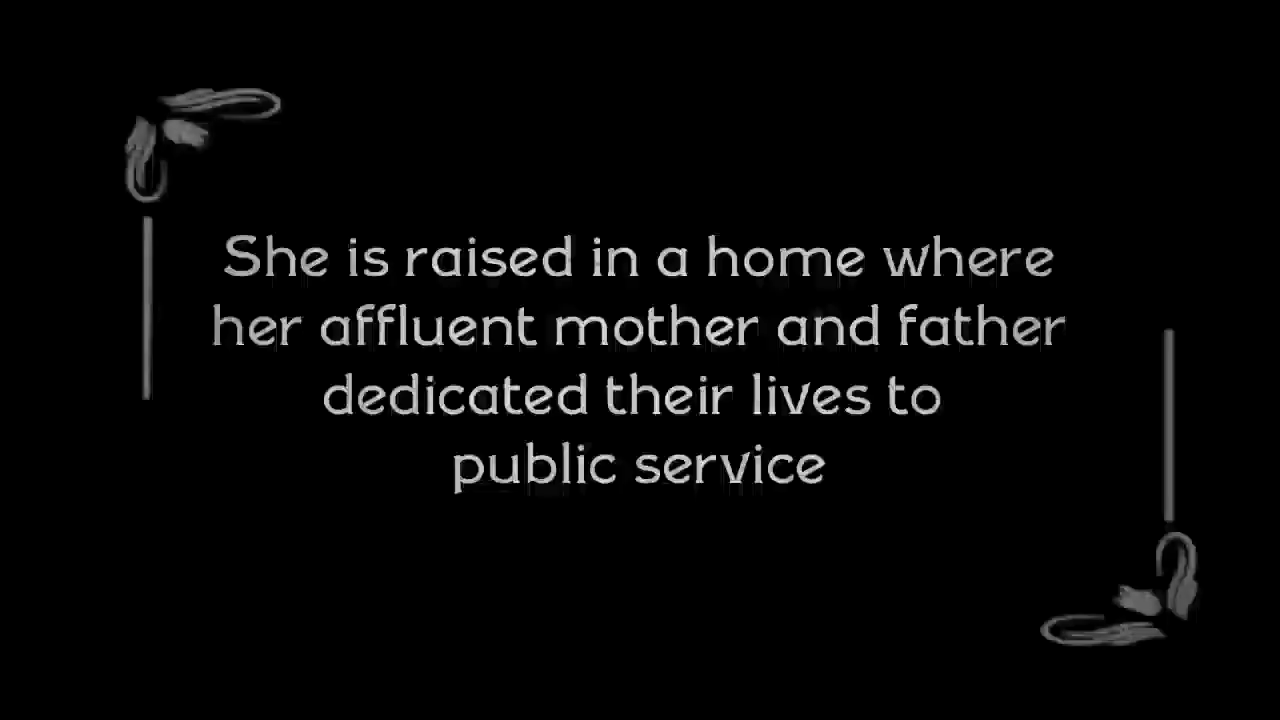 She is raised in a home where
her affluent mother and father
dedicated their lives to
public service